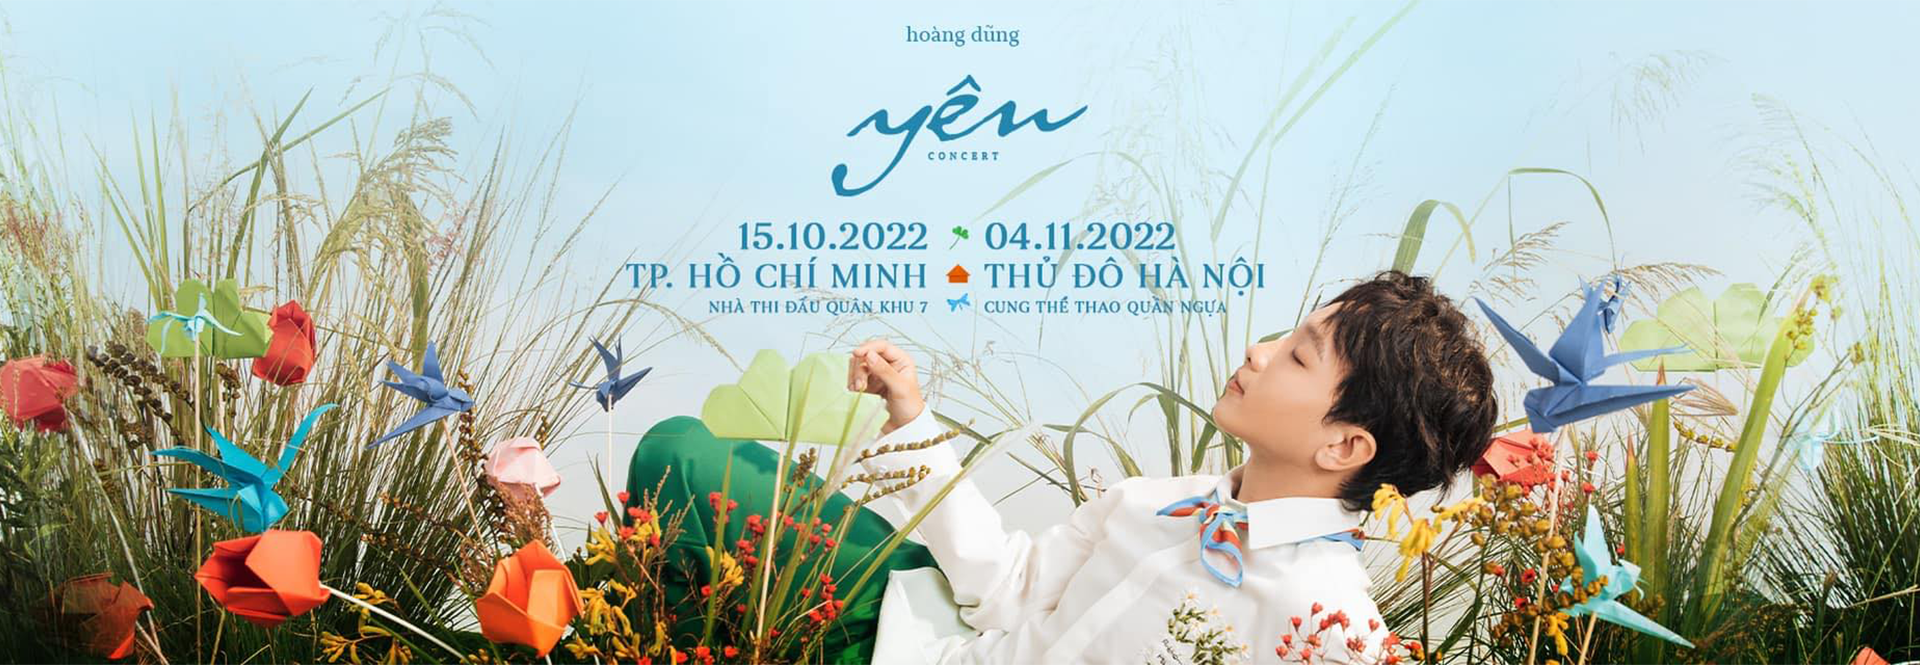 hoàng dũng
yên
CONCERT
15.10.2022 04.11.2022
TP. HỒ CHÍ MINH THỦ ĐÔ HÀ NỘI
NHÀ THI ĐẤU QUÂN KHU 7 CUNG THỂ THAO QUẦN NGỰA